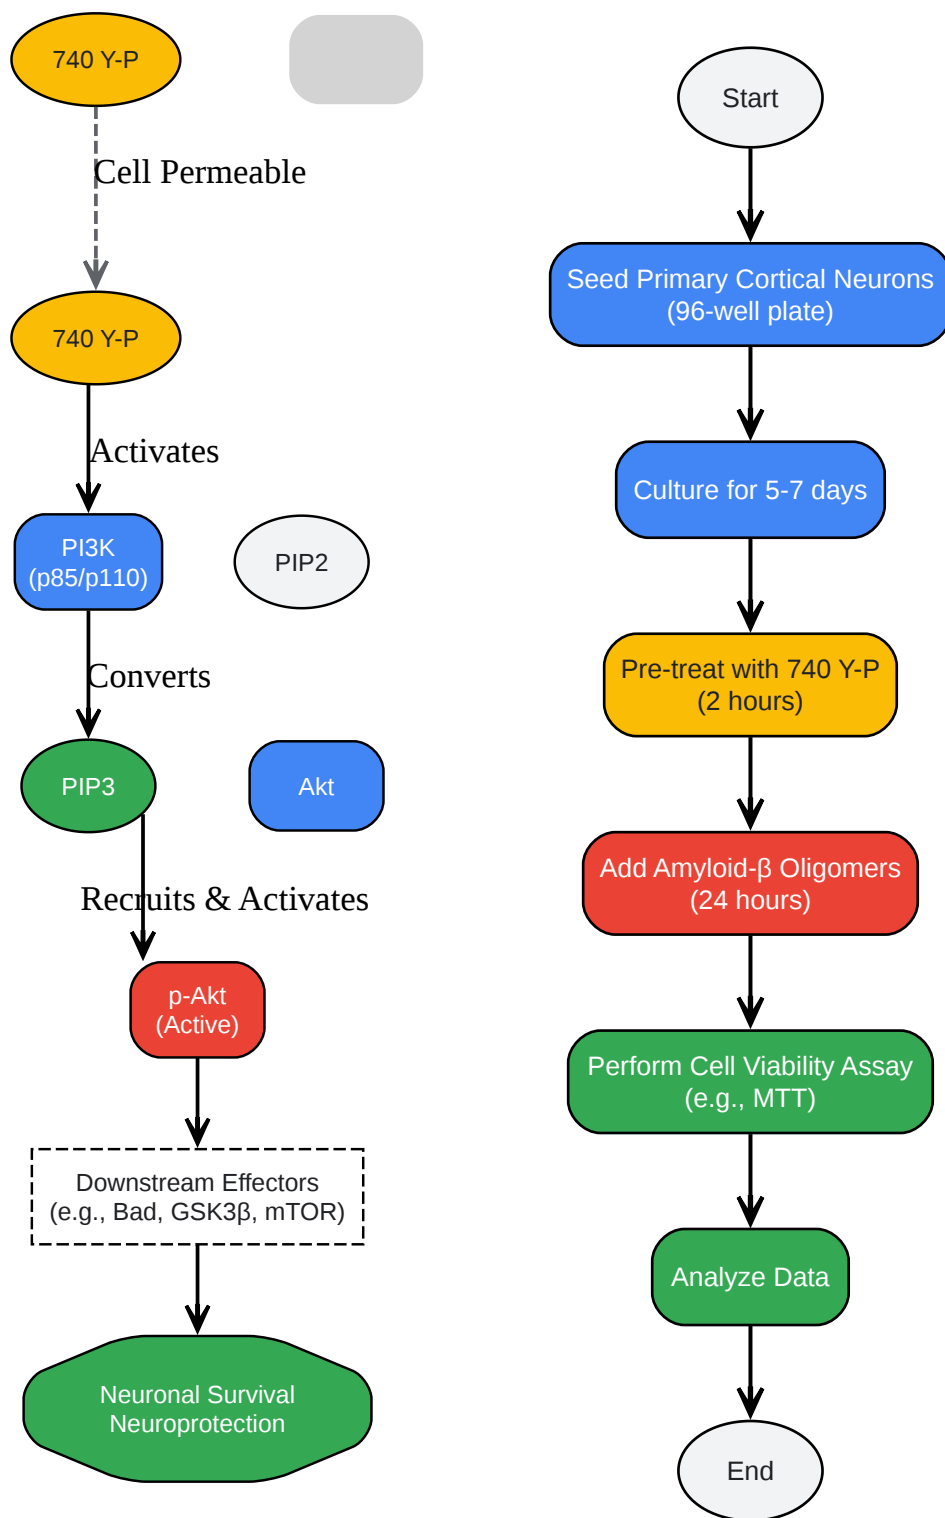 740 Y-P
Cell Permeable
740 Y-P
Activates
PI3K
(p85/p110)
PIP2
Converts
PIP3
Akt
Recruits & Activates
p-Akt
(Active)
Downstream Effectors
(e.g., Bad, GSK3β, mTOR)
Neuronal Survival
Neuroprotection
Start
Seed Primary Cortical Neurons
(96-well plate)
Culture for 5-7 days
Pre-treat with 740 Y-P
(2 hours)
Add Amyloid-β Oligomers
(24 hours)
Perform Cell Viability Assay
(e.g., MTT)
Analyze Data
End